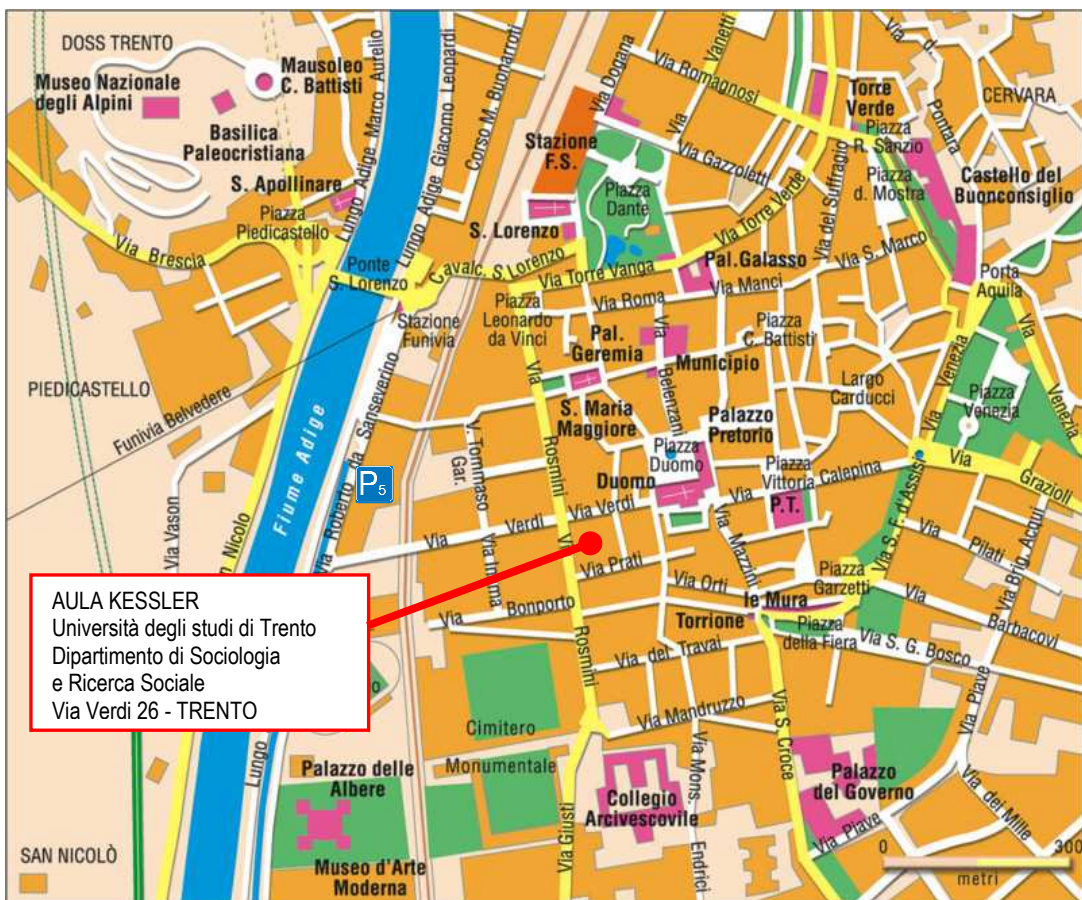 DOSS TRENTO
Museo Nazionale
degli Alpini
Mausoleo
C. Battisti
Basilica
Paleocristiana
S. Apollinare
Piazza
Piedicastello
Via Brescia
Lungo Adige Marco Aurelio
Lungo Adige Giacomo Leopardi
Corso M. Buonarroti
Ponte
S. Lorenzo
Cavalc. S. Lorenzo
Stazione
Funivia
Stazione
F.S.
S. Lorenzo
Via Dogana
Via Romagnosi
Vanetti
Via
Via Gazzoletti
Piazza
Dante
Via Torre Verde
Via Torre Vanga
Torre
Verde
Piazza
R. Sanzio
Piazza
d. Mostra
Via d.
Pontara
CERVARA
Castello del
Buonconsiglio
Via del Suffragio
Via S. Marco
Pal. Galasso
Via Manci
Via Roma
Porta
Aquila
Piazza
Leonardo
da Vinci
Pal.
Geremia
Via
Belenzani
Municipio
Piazza
C. Battisti
Largo
Carducci
Via
Venezia
Piazza
Venezia
Via
Venezia
PIEDICASTELLO
Funivia Belvedere
Fiume Adige
Via Roberto da Sanseverino
P5
V. Tommaso
Gar.
Via
Rosmini
S. Maria
Maggiore
Palazzo
Pretorio
Piazza
Duomo
Duomo
Piazza
Vittoria
Via Calepina
P.T.
Via
Grazioli
Via Vason
Nicolo
Via Verdi
Via Verdi
Via Prati
Via Mazzini
Via Orti
Via S. F. d'Assisi
Piazza
Garzetti
Via Pilati
Via Brig. Acqui
Via Barbacovi
le Mura
Torrione
Piazza
della Fiera
Via S. G. Bosco
Via
Bonporto
Rosmini
Via dei Travai
Via Mandruzzo
AULA KESSLER
Università degli studi di Trento
Dipartimento di Sociologia
e Ricerca Sociale
Via Verdi 26 - TRENTO
Cimitero
Monumentale
Lungo
Palazzo delle
Albere
Museo d'Arte
Moderna
Via Giusti
Collegio
Arcivescovile
Via Mons.
Endrici
Via S. Croce
Palazzo
del Governo
Via Piave
Via Piave
Via dei Mille
SAN NICOLÒ
0
300
metri